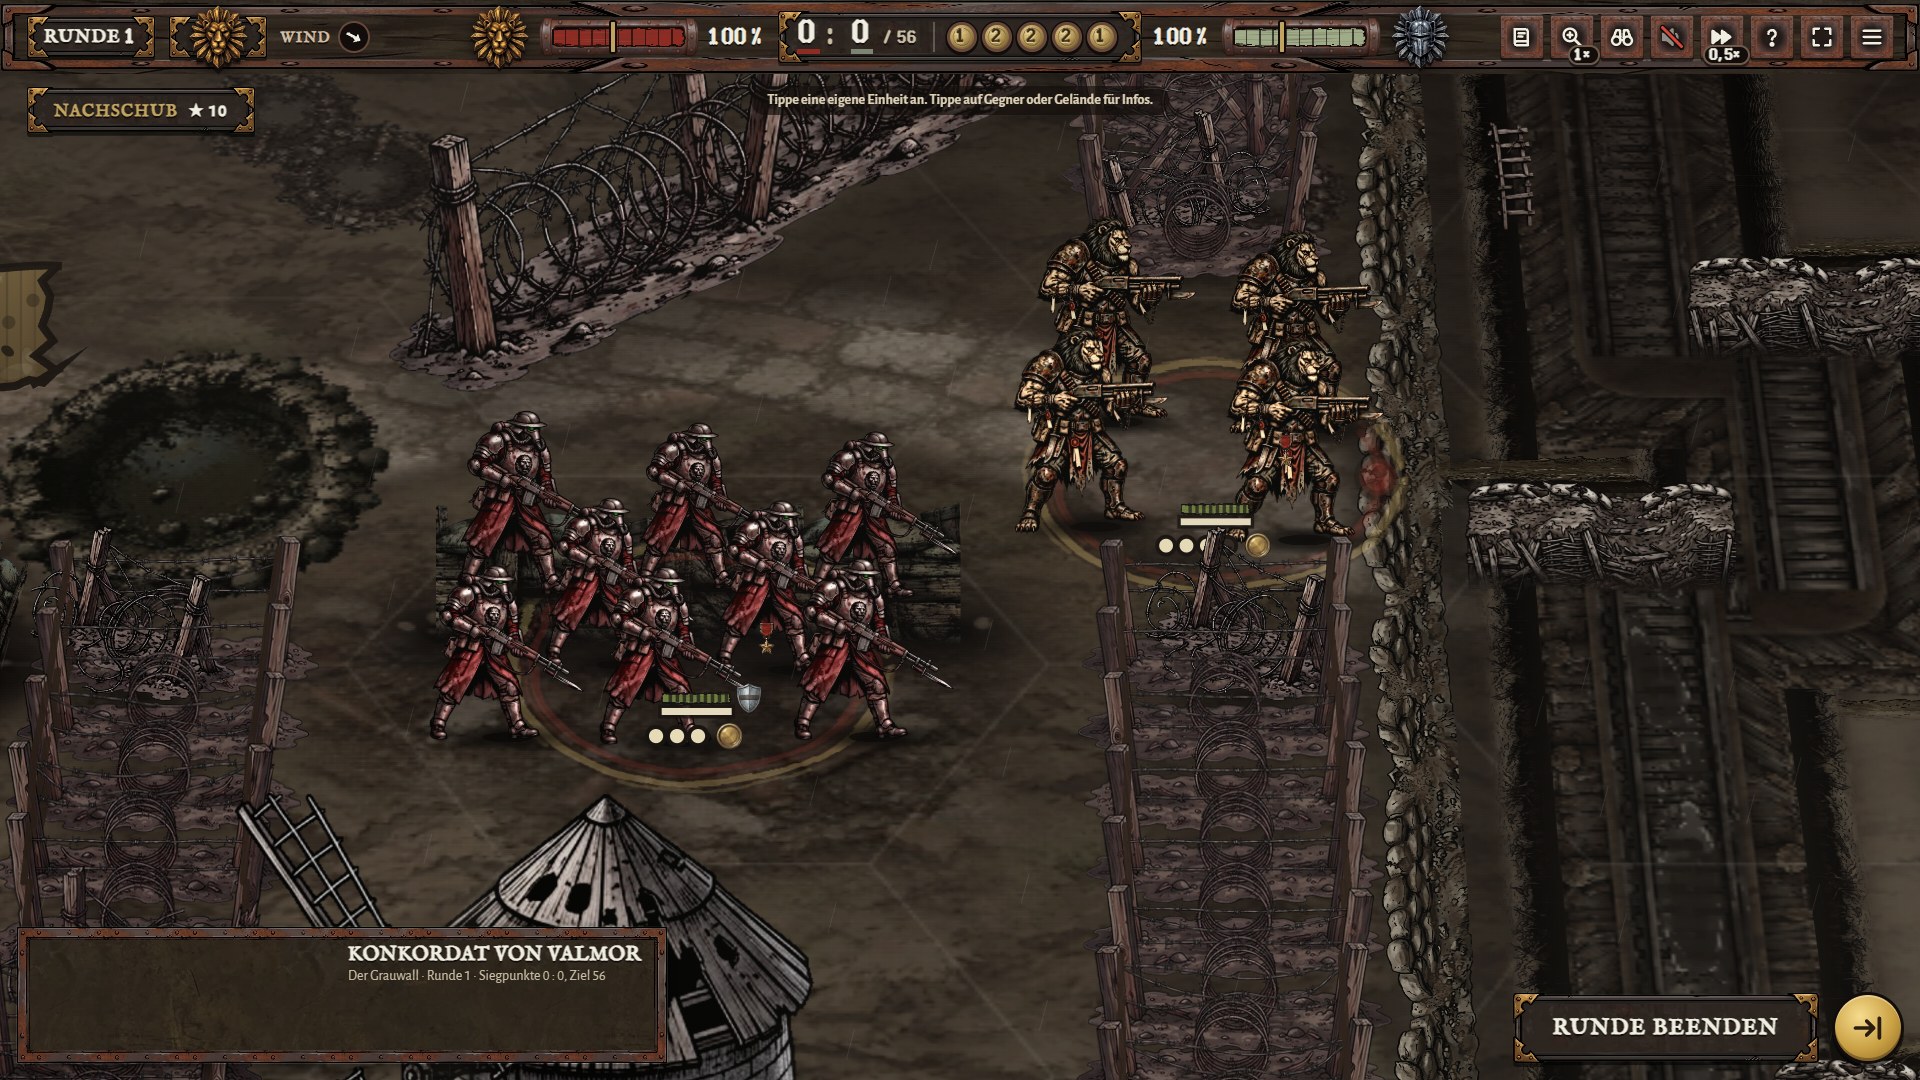 RUNDE 1
WIND
100 %
0 : 0 / 56
1 2 2 2 1
100 %
1×
0,5×
?
NACHSCHUB ★ 10
Tippe eine eigene Einheit an. Tippe auf Gegner oder Gelände für Infos.
KONKORDAT VON VALMOR
Der Grauwall · Runde 1 · Siegpunkte 0 : 0, Ziel 56
RUNDE BEENDEN